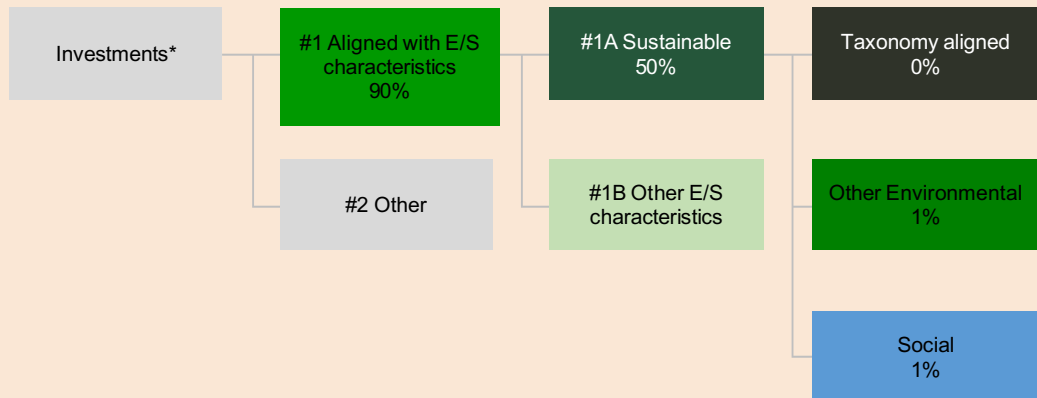 Investments*
#1 Aligned with E/S
characteristics
90%
#1A Sustainable
50%
Taxonomy aligned
0%
#2 Other
#1B Other E/S
characteristics
Other Environmental
1%
Social
1%